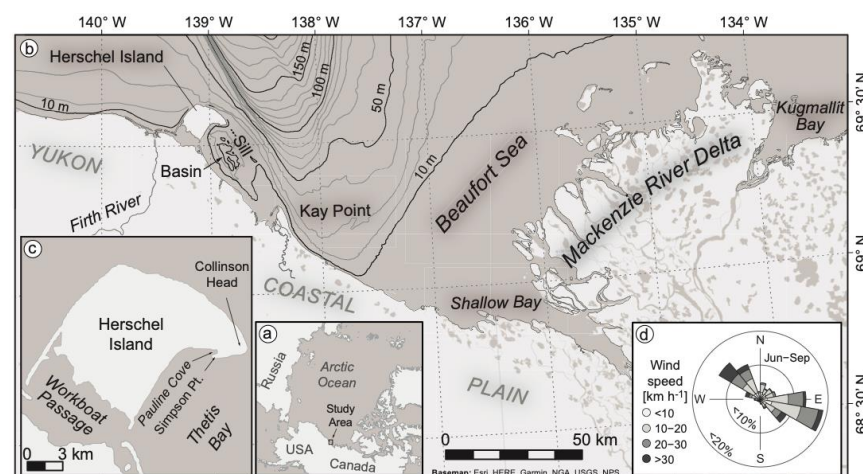 140°W 139°W 138°W 137°W 136°W 135°W 134°W
b
Herschel Island
10 m
150 m
100 m
50 m
10 m
Sill
Basin
YUKON
Firth River
Kay Point
Beaufort Sea
Mackenzie River Delta
Kugmallit
Bay
69°30' N
69° N
68°30' N
COASTAL
Shallow Bay
PLAIN
c
Collinson
Head
Herschel
Island
Pauline Cove
Simpson Pt.
Workboat
Passage
Thetis
Bay
0 3 km
a
Russia
Arctic
Ocean
Study
Area
USA
Canada
0 50 km
Basemap: Esri, HERE, Garmin, NGA, USGS, NPS
d
Wind
speed
[km h⁻¹]
<10
10–20
20–30
>30
N
Jun–Sep
W
E
S
<10%
<20%